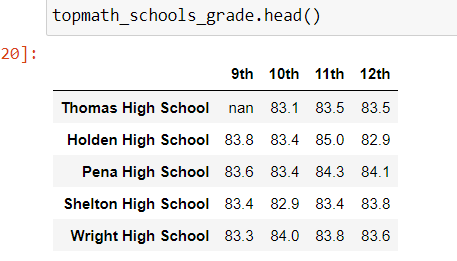 topmath_schools_grade.head()
20]:
9th 10th 11th 12th
Thomas High School nan 83.1 83.5 83.5
Holden High School 83.8 83.4 85.0 82.9
Pena High School 83.6 83.4 84.3 84.1
Shelton High School 83.4 82.9 83.4 83.8
Wright High School 83.3 84.0 83.8 83.6